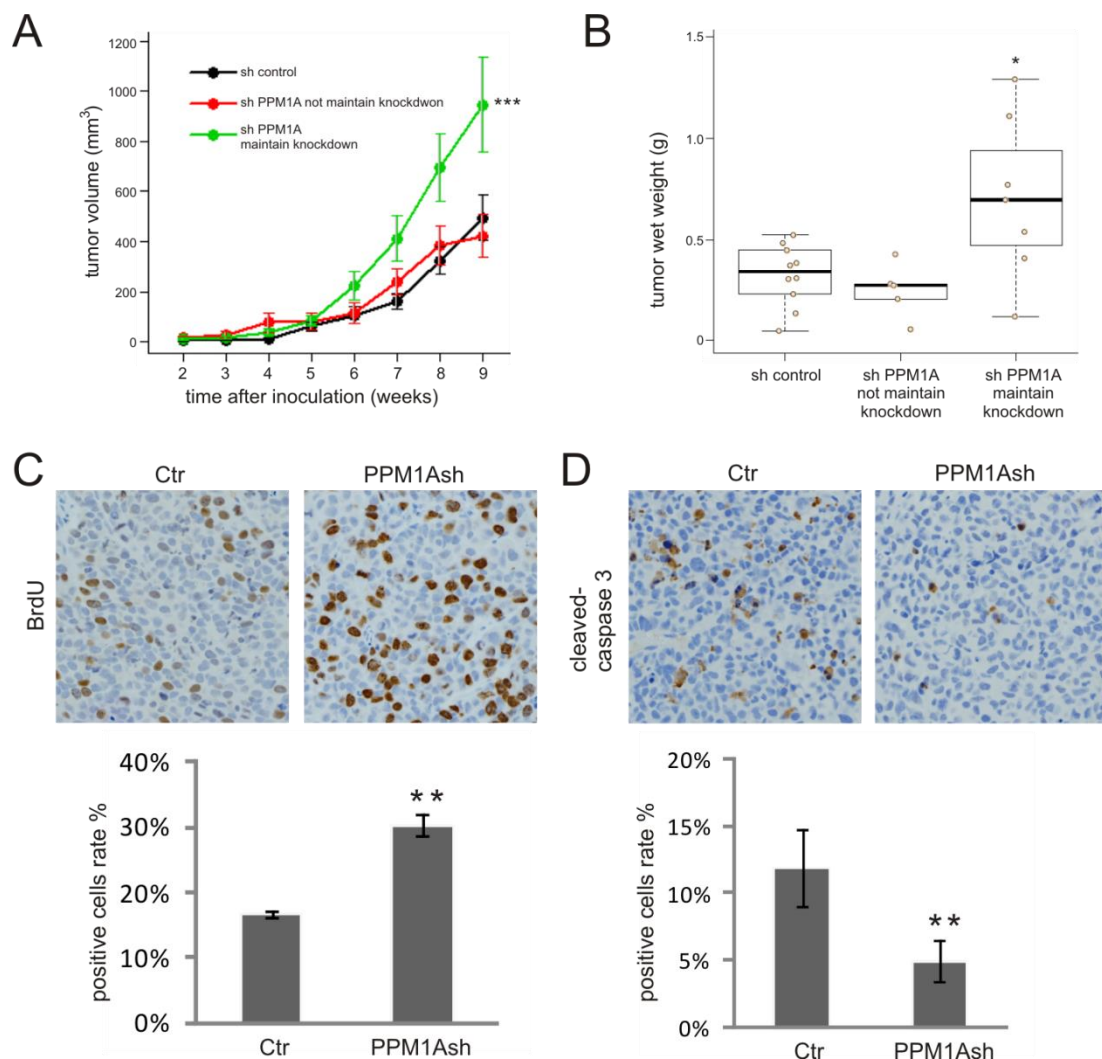 A
1200
1000
800
600
400
200
0
tumor volume (mm³)
sh control
sh PPM1A not maintain knockdwon
sh PPM1A
maintain knockdown
***
2 3 4 5 6 7 8 9
time after inoculation (weeks)
B
1.5
1.0
0.5
0
tumor wet weight (g)
*
sh control
sh PPM1A
not maintain
knockdown
sh PPM1A
maintain
knockdown
C
Ctr PPM1Ash
BrdU
40%
30%
20%
10%
0%
positive cells rate %
**
Ctr PPM1Ash
D
Ctr PPM1Ash
cleaved-
caspase 3
20%
15%
10%
5%
0%
positive cells rate %
**
Ctr PPM1Ash